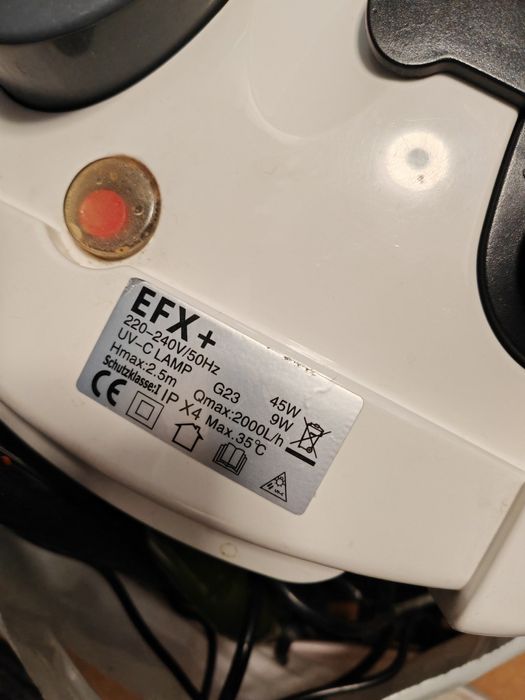 EFX+
220-240V/50Hz 45W
UV-C LAMP G23 9W
Hmax:2.5m Qmax:2000L/h
Schutzklasse:I IP X4 Max.35℃
CE